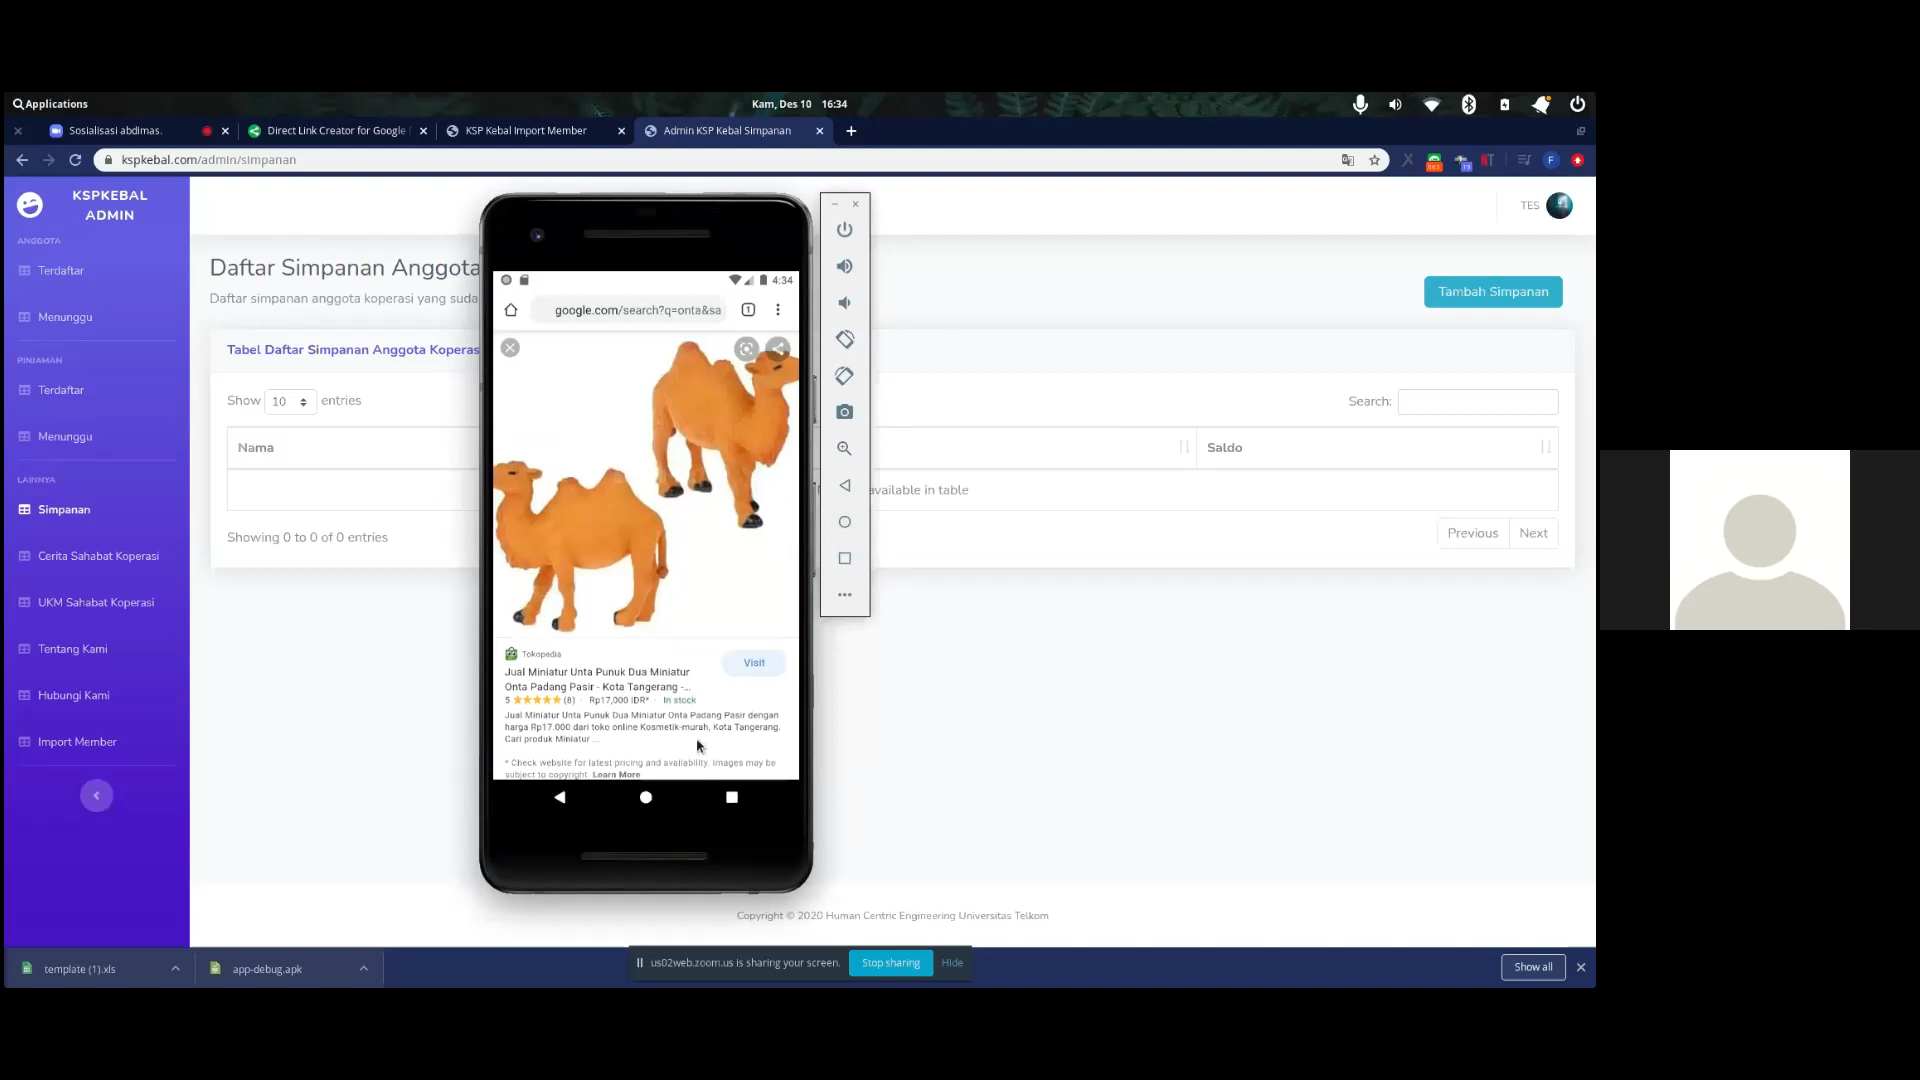 Applications
Kam, Des 10 16:34
Sosialisasi abdimas.
Direct Link Creator for Google
KSP Kebal Import Member
Admin KSP Kebal Simpanan
kspkebal.com/admin/simpanan
KSPKEBAL
ADMIN
ANGGOTA
Terdaftar
Menunggu
PINJAMAN
Terdaftar
Menunggu
LAINNYA
Simpanan
Cerita Sahabat Koperasi
UKM Sahabat Koperasi
Tentang Kami
Hubungi Kami
Import Member
TES
Daftar Simpanan Anggota
Daftar simpanan anggota koperasi yang suda
Tambah Simpanan
Tabel Daftar Simpanan Anggota Koperas
Show 10 entries
Search:
Nama
Saldo
available in table
Showing 0 to 0 of 0 entries
Previous
Next
4:34
google.com/search?q=onta&sa
1
Tokopedia
Visit
Jual Miniatur Unta Punuk Dua Miniatur
Onta Padang Pasir - Kota Tangerang -...
5 ★★★★★ (8) · Rp17,000 IDR* · In stock
Jual Miniatur Unta Punuk Dua Miniatur Onta Padang Pasir dengan
harga Rp17.000 dari toko online Kosmetik-murah, Kota Tangerang.
Cari produk Miniatur ...
* Check website for latest pricing and availability. Images may be
subject to copyright. Learn More
Copyright © 2020 Human Centric Engineering Universitas Telkom
template (1).xls
app-debug.apk
us02web.zoom.us is sharing your screen.
Stop sharing
Hide
Show all